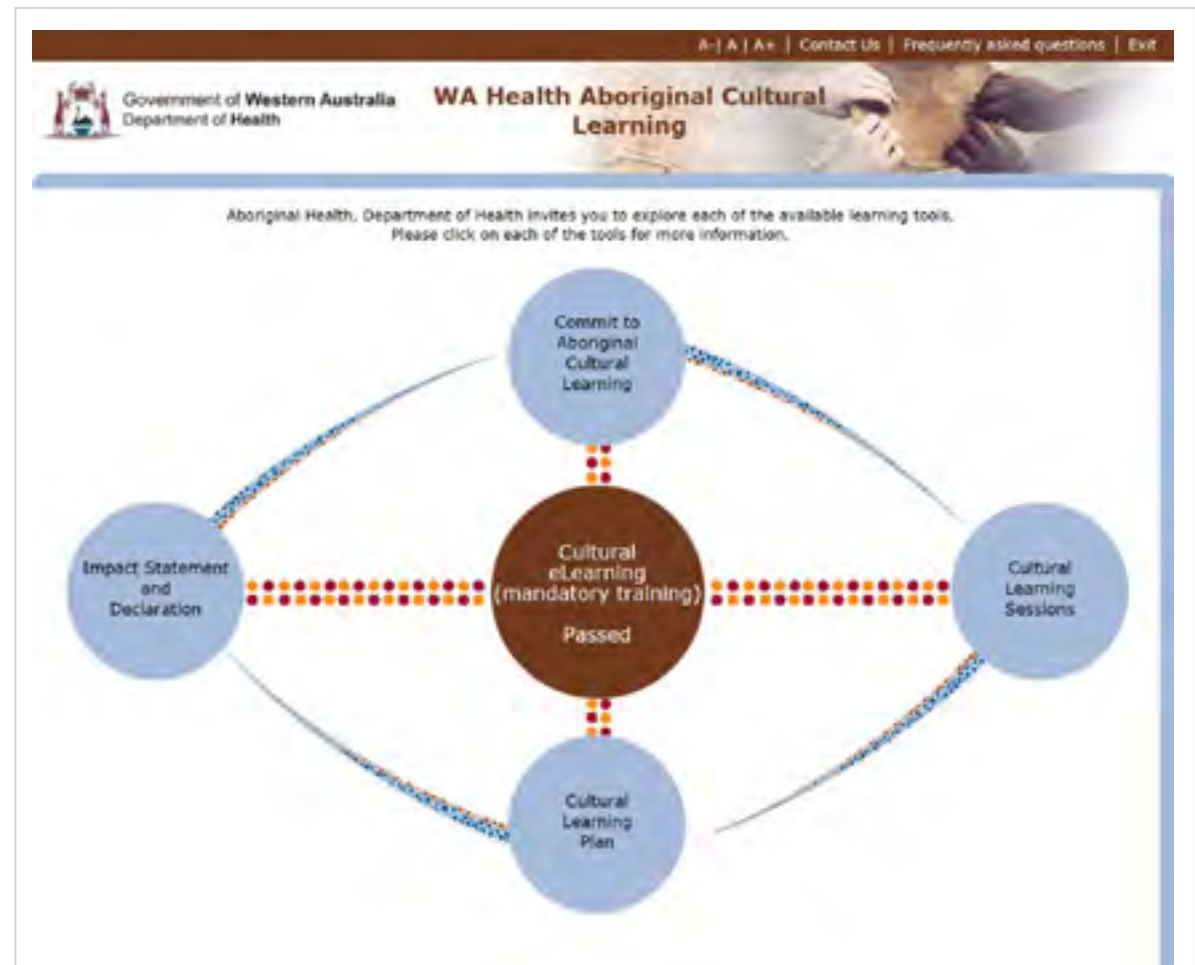 A-| A | A+ | Contact Us | Frequently asked questions | Exit
Government of Western Australia
Department of Health
WA Health Aboriginal Cultural
Learning
Aboriginal Health, Department of Health invites you to explore each of the available learning tools.
Please click on each of the tools for more information.
Commit to
Aboriginal
Cultural
Learning
Impact Statement
and
Declaration
Cultural
eLearning
(mandatory training)
Passed
Cultural
Learning
Sessions
Cultural
Learning
Plan